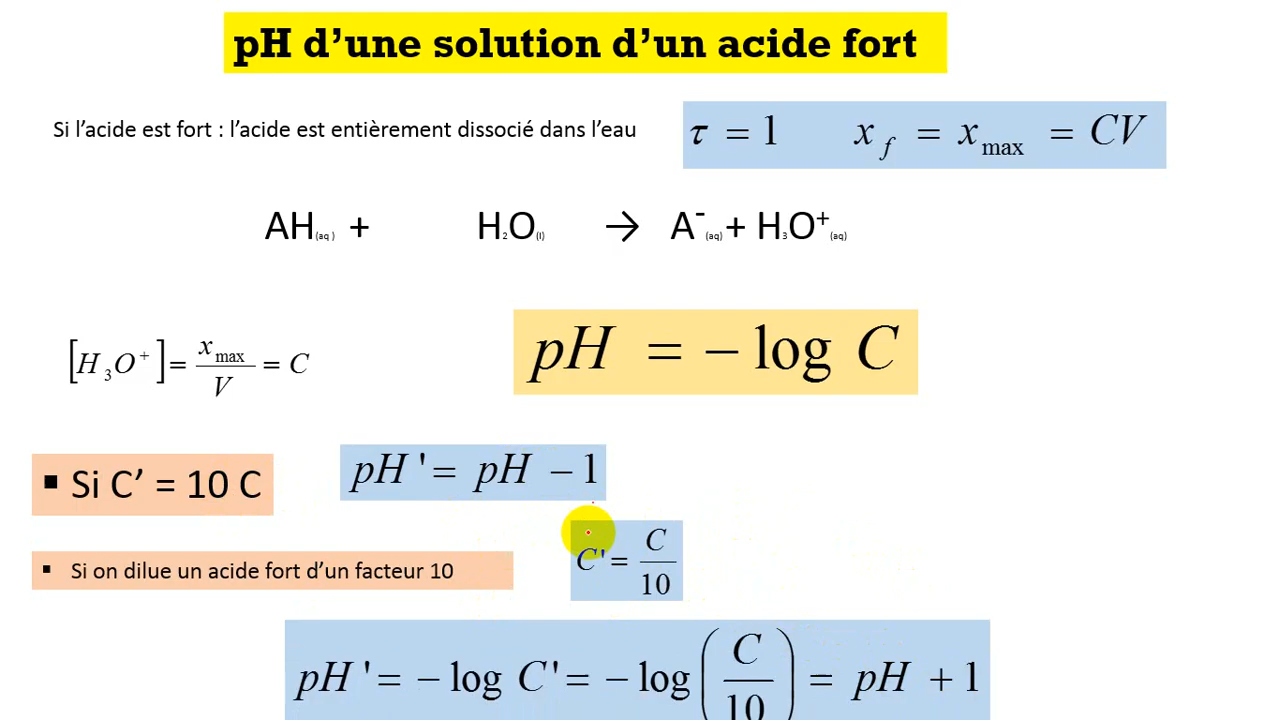 pH d’une solution d’un acide fort
Si l’acide est fort : l’acide est entièrement dissocié dans l’eau
τ = 1 x_f = x_max = CV
AH(aq) + H₂O(l) → A⁻(aq) + H₃O⁺(aq)
[H₃O⁺] = x_max / V = C
pH = − log C
▪ Si C’ = 10 C
pH ' = pH − 1
▪ Si on dilue un acide fort d’un facteur 10
C' = C / 10
pH ' = − log C' = − log (C / 10) = pH + 1